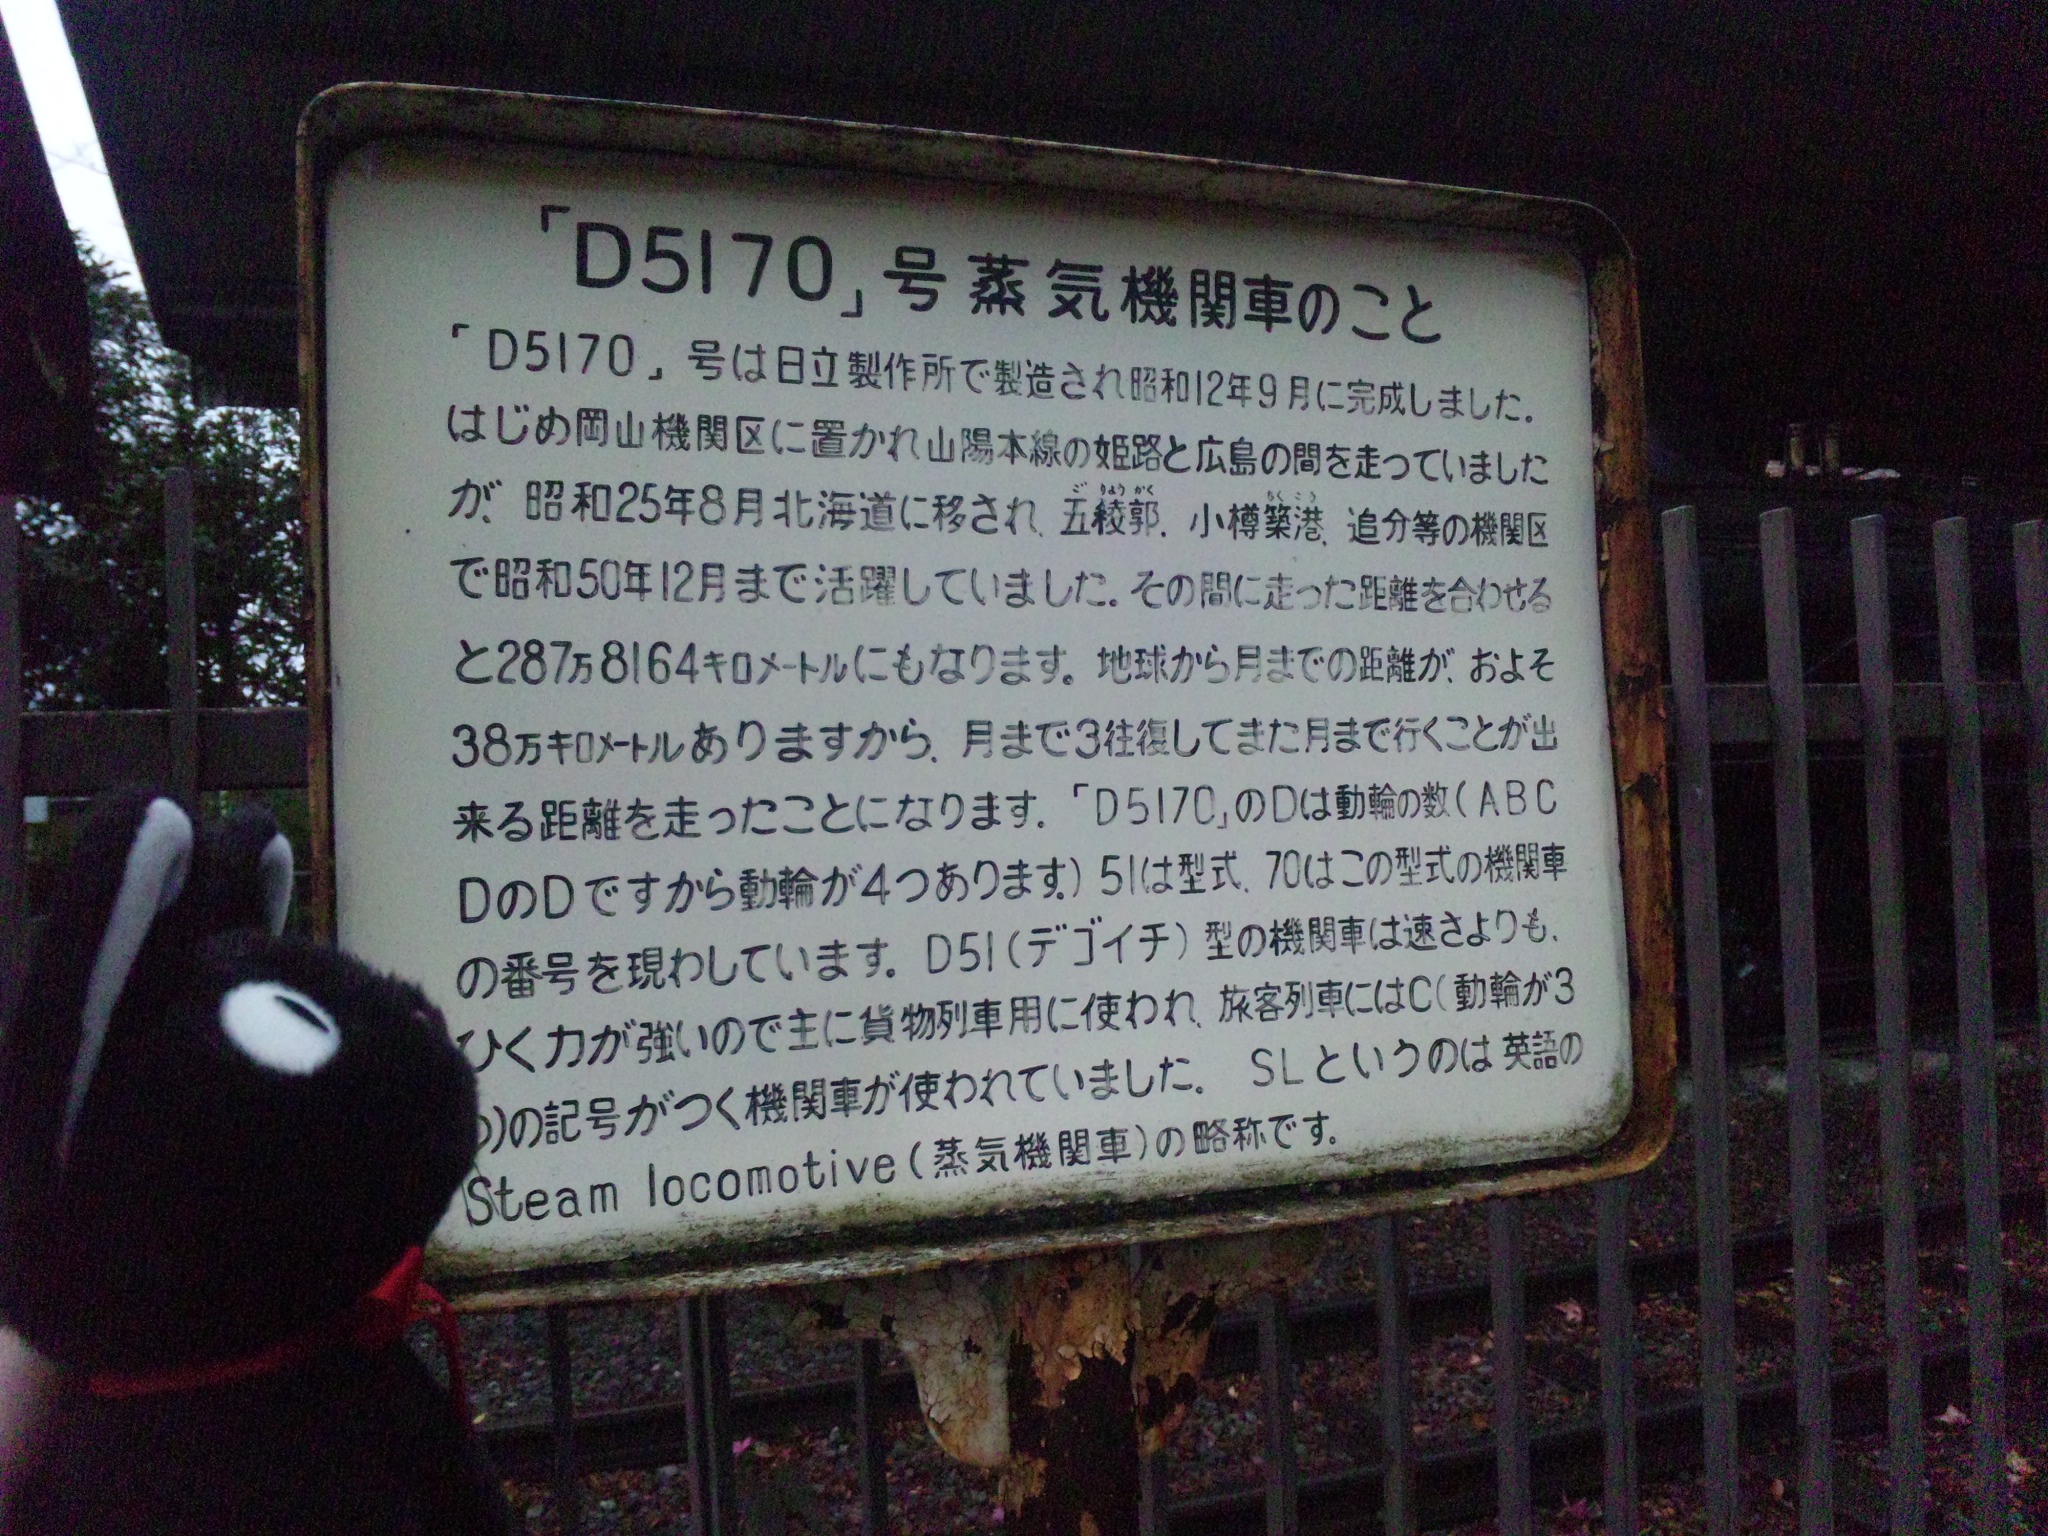 「D5170」号蒸気機関車のこと
「D5170」号は日立製作所で製造され昭和12年9月に完成しました。
はじめ岡山機関区に置かれ山陽本線の姫路と広島の間を走っていました
が、昭和25年8月北海道に移され、五稜郭、小樽築港、追分等の機関区
で昭和50年12月まで活躍していました。その間に走った距離を合わせる
と287万8164キロメートルにもなります。地球から月までの距離が、およそ
38万キロメートルありますから、月まで3往復してまた月まで行くことが出
来る距離を走ったことになります。「D5170」のDは動輪の数(ABC
DのDですから動輪が4つあります。)51は型式、70はこの型式の機関車
の番号を現わしています。D51(デゴイチ)型の機関車は速さよりも、
ひく力が強いので主に貨物列車用に使われ、旅客列車にはC(動輪が3
つ)の記号がつく機関車が使われていました。 SLというのは英語の
Steam locomotive(蒸気機関車)の略称です。